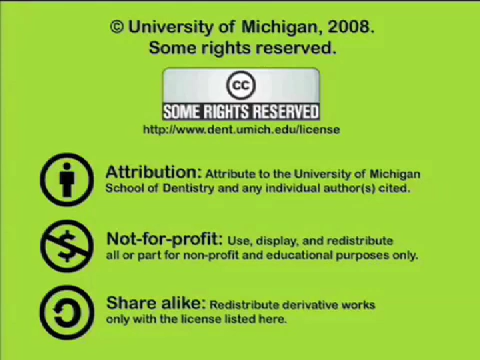 © University of Michigan, 2008.
Some rights reserved.
cc
SOME RIGHTS RESERVED
http://www.dent.umich.edu/license
Attribution: Attribute to the University of Michigan
School of Dentistry and any individual author(s) cited.
Not-for-profit: Use, display, and redistribute
all or part for non-profit and educational purposes only.
Share alike: Redistribute derivative works
only with the license listed here.